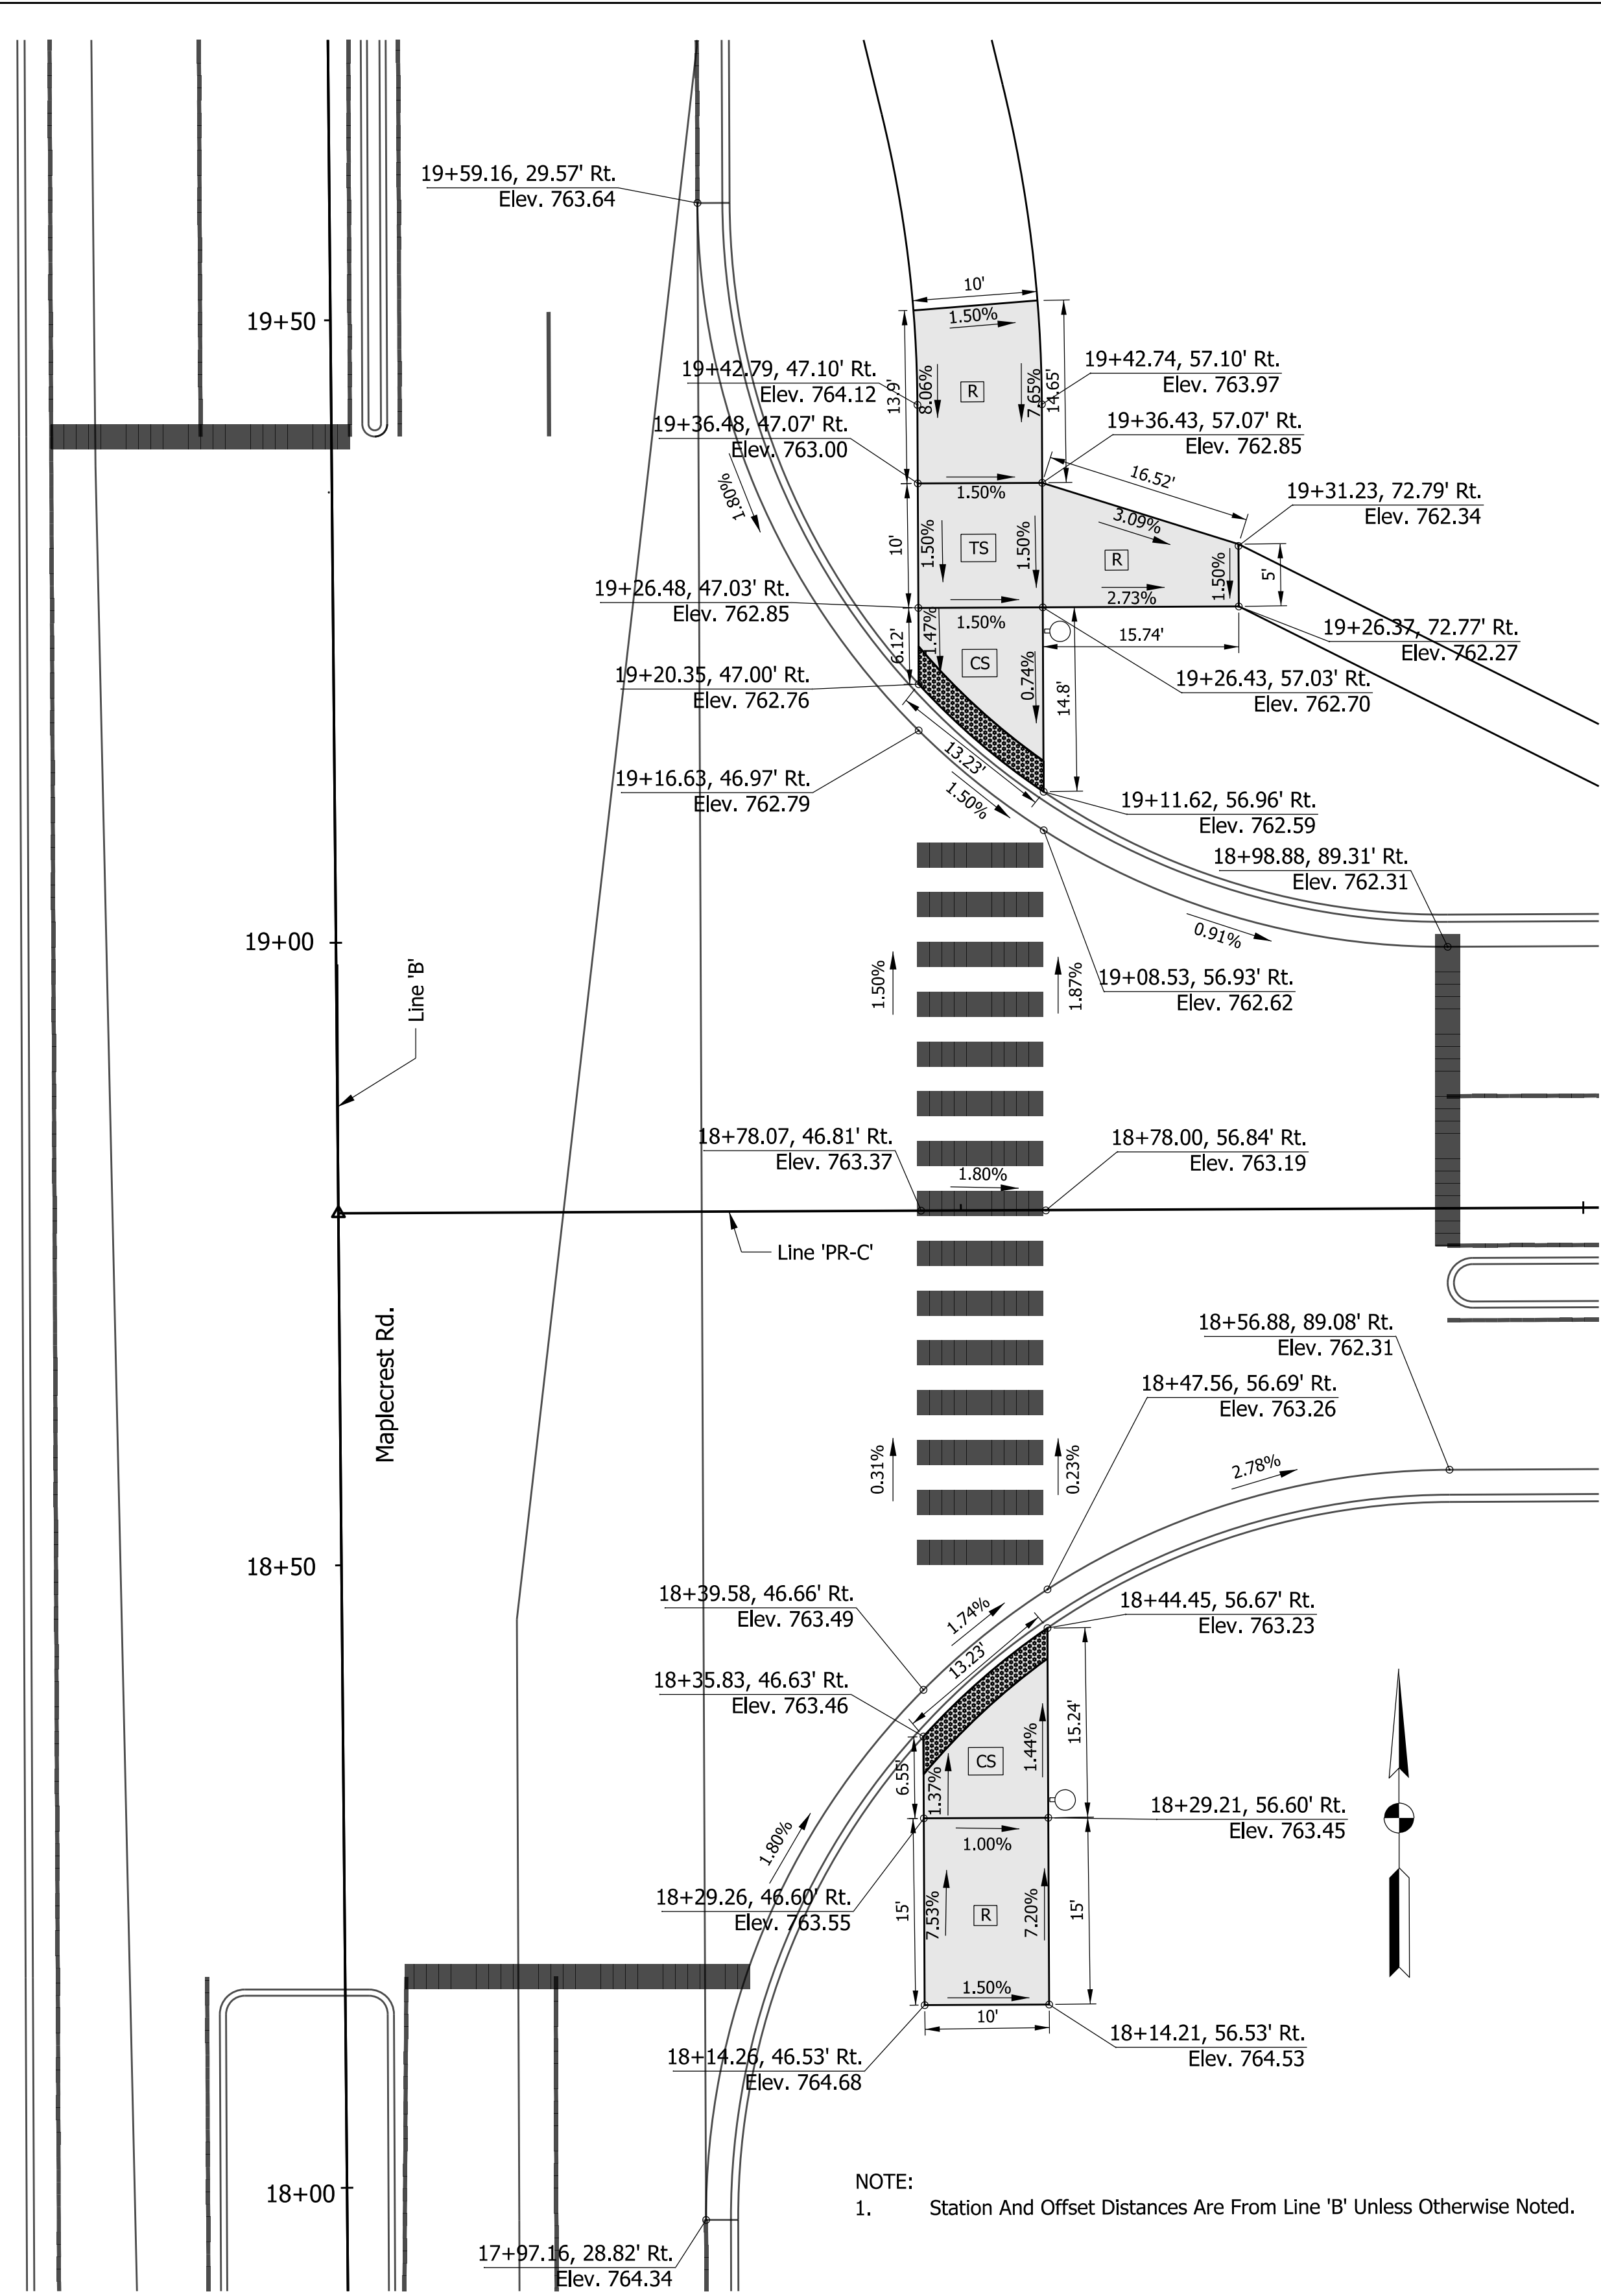 19+59.16, 29.57' Rt.
Elev. 763.64
10'
1.50%
19+50
19+42.79, 47.10' Rt.
Elev. 764.12
13.9'
8.06%
R
7.65%
14.65'
19+42.74, 57.10' Rt.
Elev. 763.97
19+36.48, 47.07' Rt.
Elev. 763.00
19+36.43, 57.07' Rt.
Elev. 762.85
1.80%
1.50%
16.52'
19+31.23, 72.79' Rt.
Elev. 762.34
3.09%
10'
1.50%
TS
1.50%
R
1.50%
5'
2.73%
19+26.48, 47.03' Rt.
Elev. 762.85
1.50%
15.74'
19+26.37, 72.77' Rt.
Elev. 762.27
6.12'
1.47%
CS
0.74%
14.8'
19+20.35, 47.00' Rt.
Elev. 762.76
19+26.43, 57.03' Rt.
Elev. 762.70
13.23'
19+16.63, 46.97' Rt.
Elev. 762.79
1.50%
19+11.62, 56.96' Rt.
Elev. 762.59
18+98.88, 89.31' Rt.
Elev. 762.31
0.91%
19+00
Line 'B'
1.50%
1.87%
19+08.53, 56.93' Rt.
Elev. 762.62
18+78.07, 46.81' Rt.
Elev. 763.37
18+78.00, 56.84' Rt.
Elev. 763.19
1.80%
Line 'PR-C'
Maplecrest Rd.
18+56.88, 89.08' Rt.
Elev. 762.31
18+47.56, 56.69' Rt.
Elev. 763.26
0.31%
0.23%
2.78%
18+50
18+39.58, 46.66' Rt.
Elev. 763.49
1.74%
18+44.45, 56.67' Rt.
Elev. 763.23
13.23'
18+35.83, 46.63' Rt.
Elev. 763.46
15.24'
6.55'
1.37%
CS
1.44%
18+29.21, 56.60' Rt.
Elev. 763.45
1.80%
1.00%
18+29.26, 46.60' Rt.
Elev. 763.55
15'
7.53%
R
7.20%
15'
1.50%
10'
18+14.26, 46.53' Rt.
Elev. 764.68
18+14.21, 56.53' Rt.
Elev. 764.53
18+00
NOTE:
1. Station And Offset Distances Are From Line 'B' Unless Otherwise Noted.
17+97.16, 28.82' Rt.
Elev. 764.34